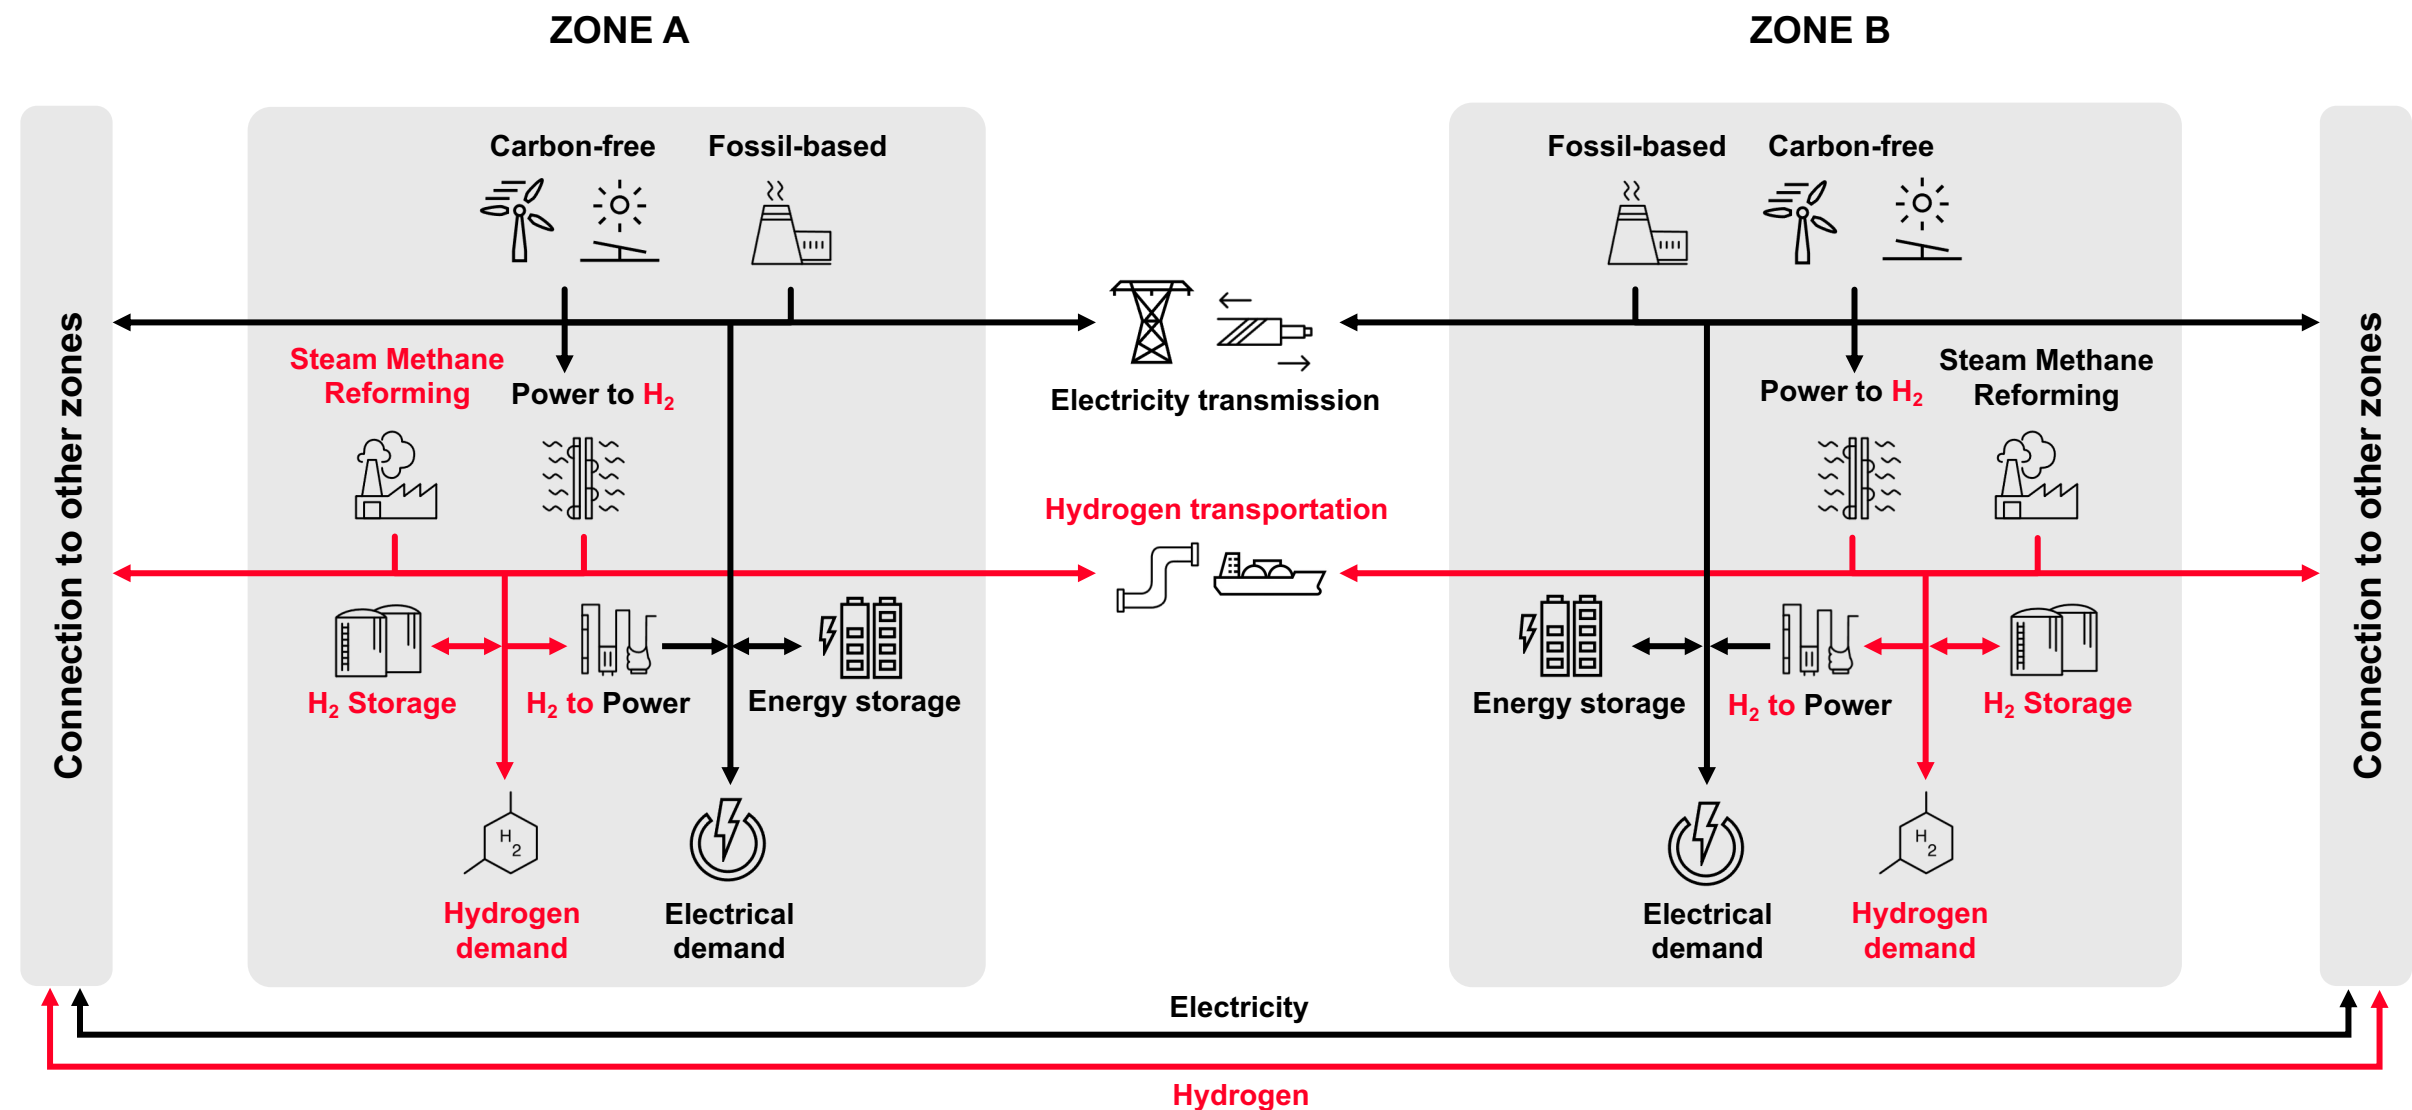 ZONE A
ZONE B
Connection to other zones
Carbon-free
Fossil-based
Steam Methane
Reforming
Power to H₂
H₂ Storage
H₂ to Power
Energy storage
H
2
Hydrogen
demand
Electrical
demand
Electricity transmission
Hydrogen transportation
Fossil-based
Carbon-free
Power to H₂
Steam Methane
Reforming
Energy storage
H₂ to Power
H₂ Storage
Electrical
demand
H
2
Hydrogen
demand
Connection to other zones
Electricity
Hydrogen